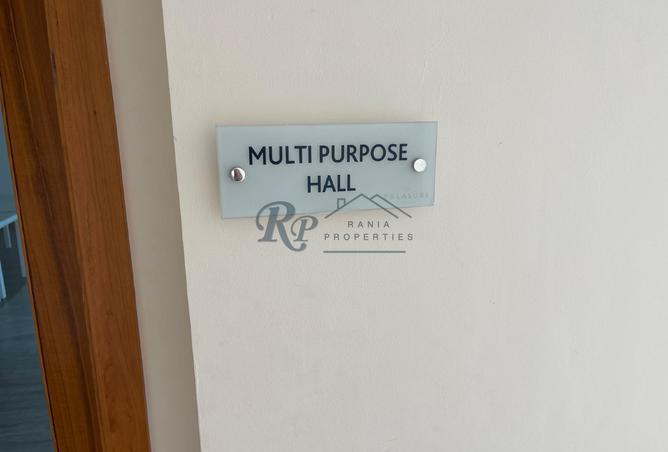 MULTI PURPOSE
HALL
RP
RANIA
PROPERTIES